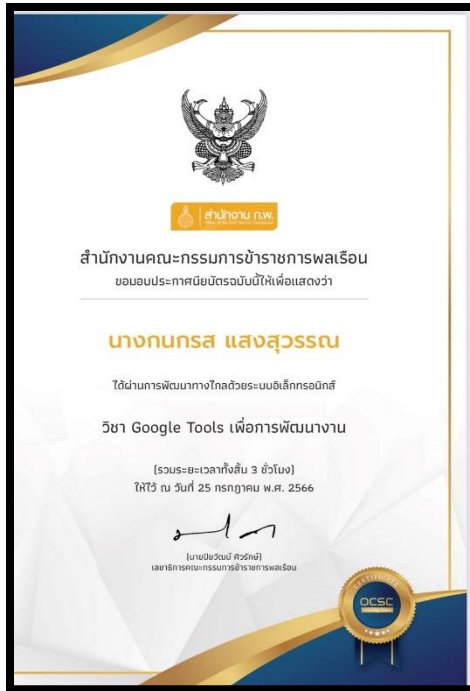 สำนักงาน ก.พ.
Office of the Civil Service Commission
สำนักงานคณะกรรมการข้าราชการพลเรือน
ขอมอบประกาศนียบัตรฉบับนี้ให้เพื่อแสดงว่า
นางกนกรส แสงสุวรรณ
ได้ผ่านการพัฒนาทางไกลด้วยระบบอิเล็กทรอนิกส์
วิชา Google Tools เพื่อการพัฒนางาน
(รวมระยะเวลาทั้งสิ้น 3 ชั่วโมง)
ให้ไว้ ณ วันที่ 25 กรกฎาคม พ.ศ. 2566
(นายปิยวัฒน์ ศิวรักษ์)
เลขาธิการคณะกรรมการข้าราชการพลเรือน
CERTIFICATE
OCSC